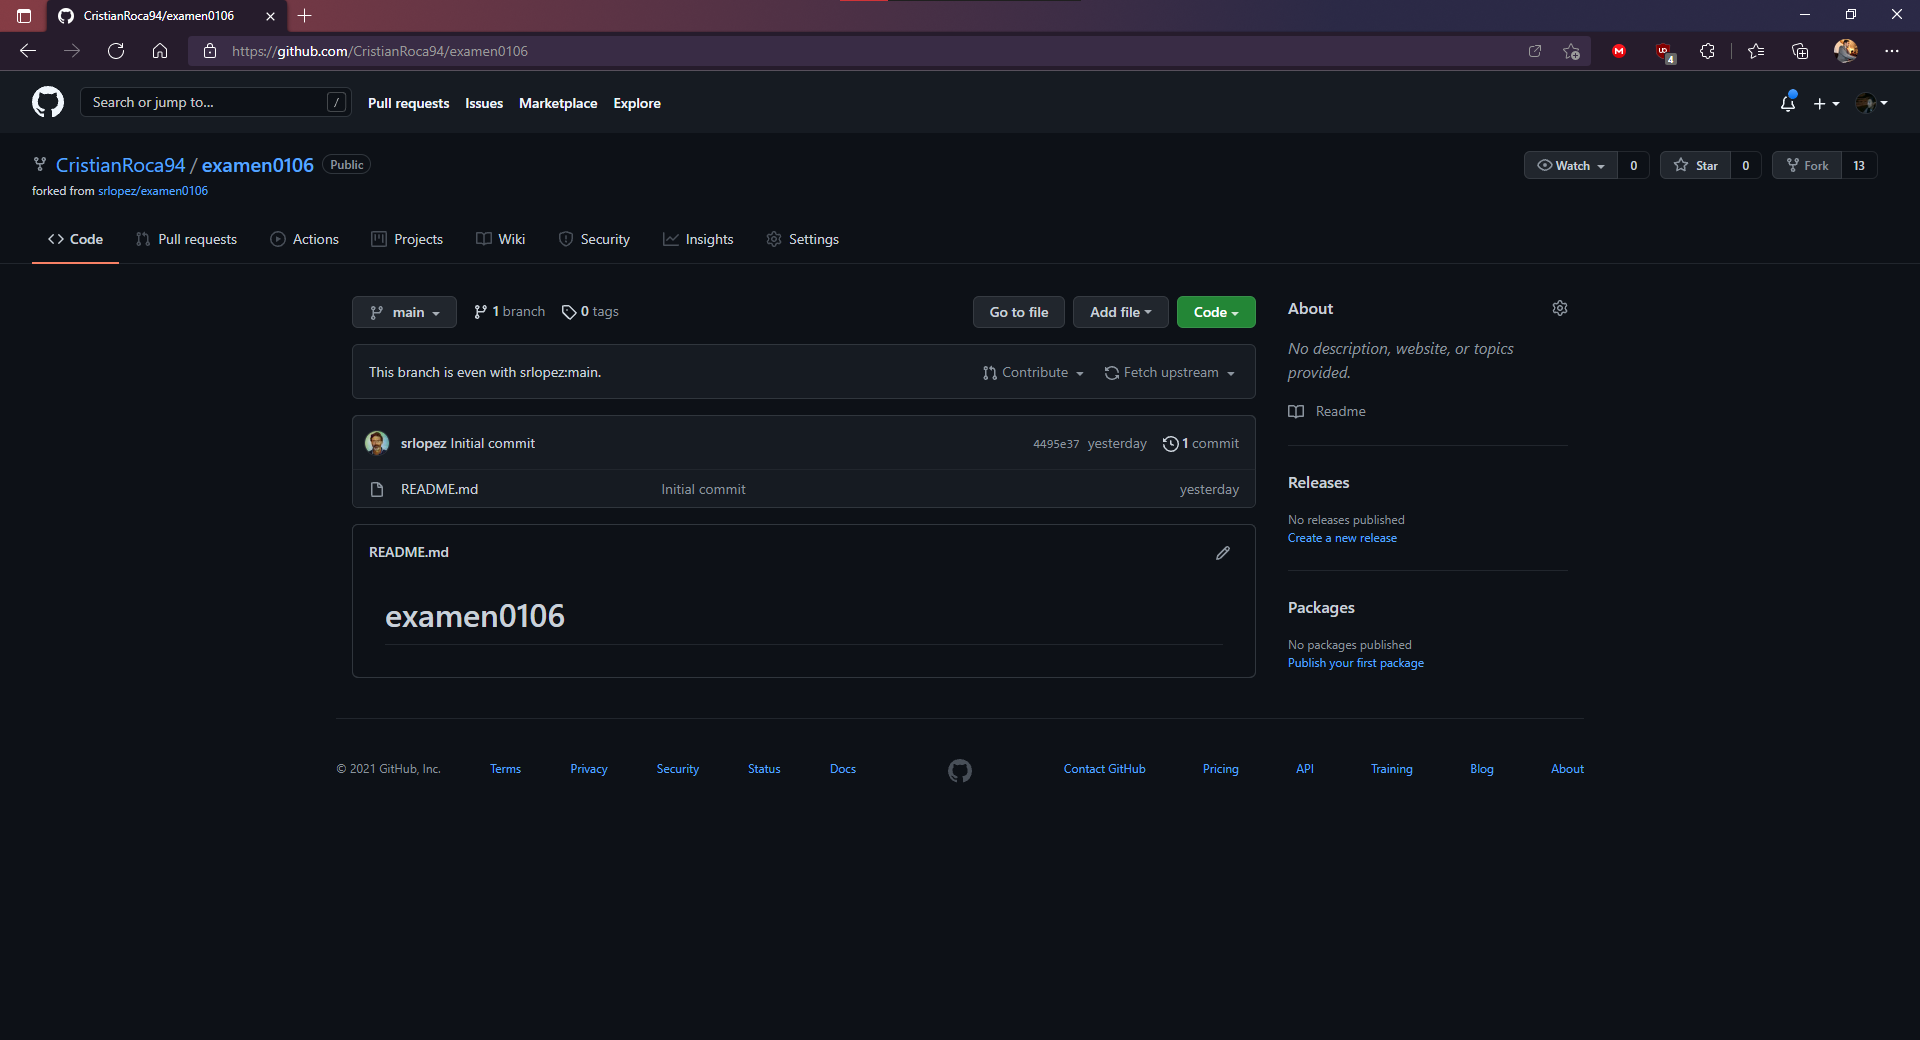 CristianRoca94/examen0106
https://github.com/CristianRoca94/examen0106
4
Search or jump to... /
Pull requests Issues Marketplace Explore
CristianRoca94 / examen0106 Public
forked from srlopez/examen0106
Watch 0 Star 0 Fork 13
Code Pull requests Actions Projects Wiki Security Insights Settings
main 1 branch 0 tags
Go to file Add file Code
This branch is even with srlopez:main.
Contribute Fetch upstream
srlopez Initial commit
4495e37 yesterday 1 commit
README.md Initial commit yesterday
README.md
examen0106
About
No description, website, or topics
provided.
Readme
Releases
No releases published
Create a new release
Packages
No packages published
Publish your first package
© 2021 GitHub, Inc. Terms Privacy Security Status Docs Contact GitHub Pricing API Training Blog About